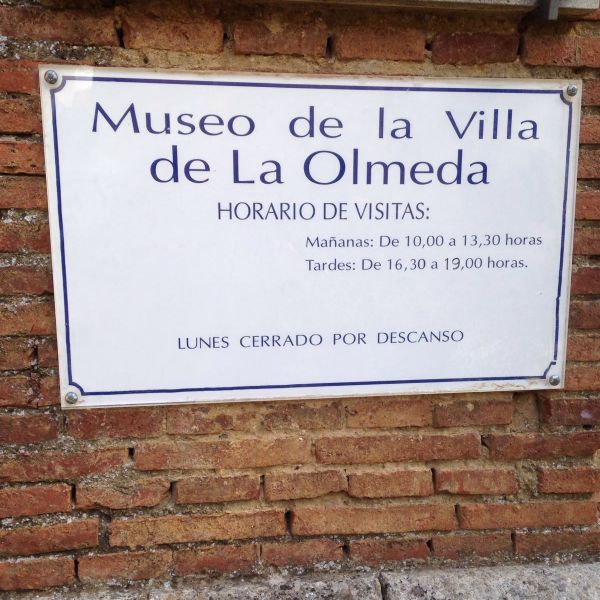 Museo de la Villa
de La Olmeda
HORARIO DE VISITAS:
Mañanas: De 10,00 a 13,30 horas
Tardes: De 16,30 a 19,00 horas.
LUNES CERRADO POR DESCANSO